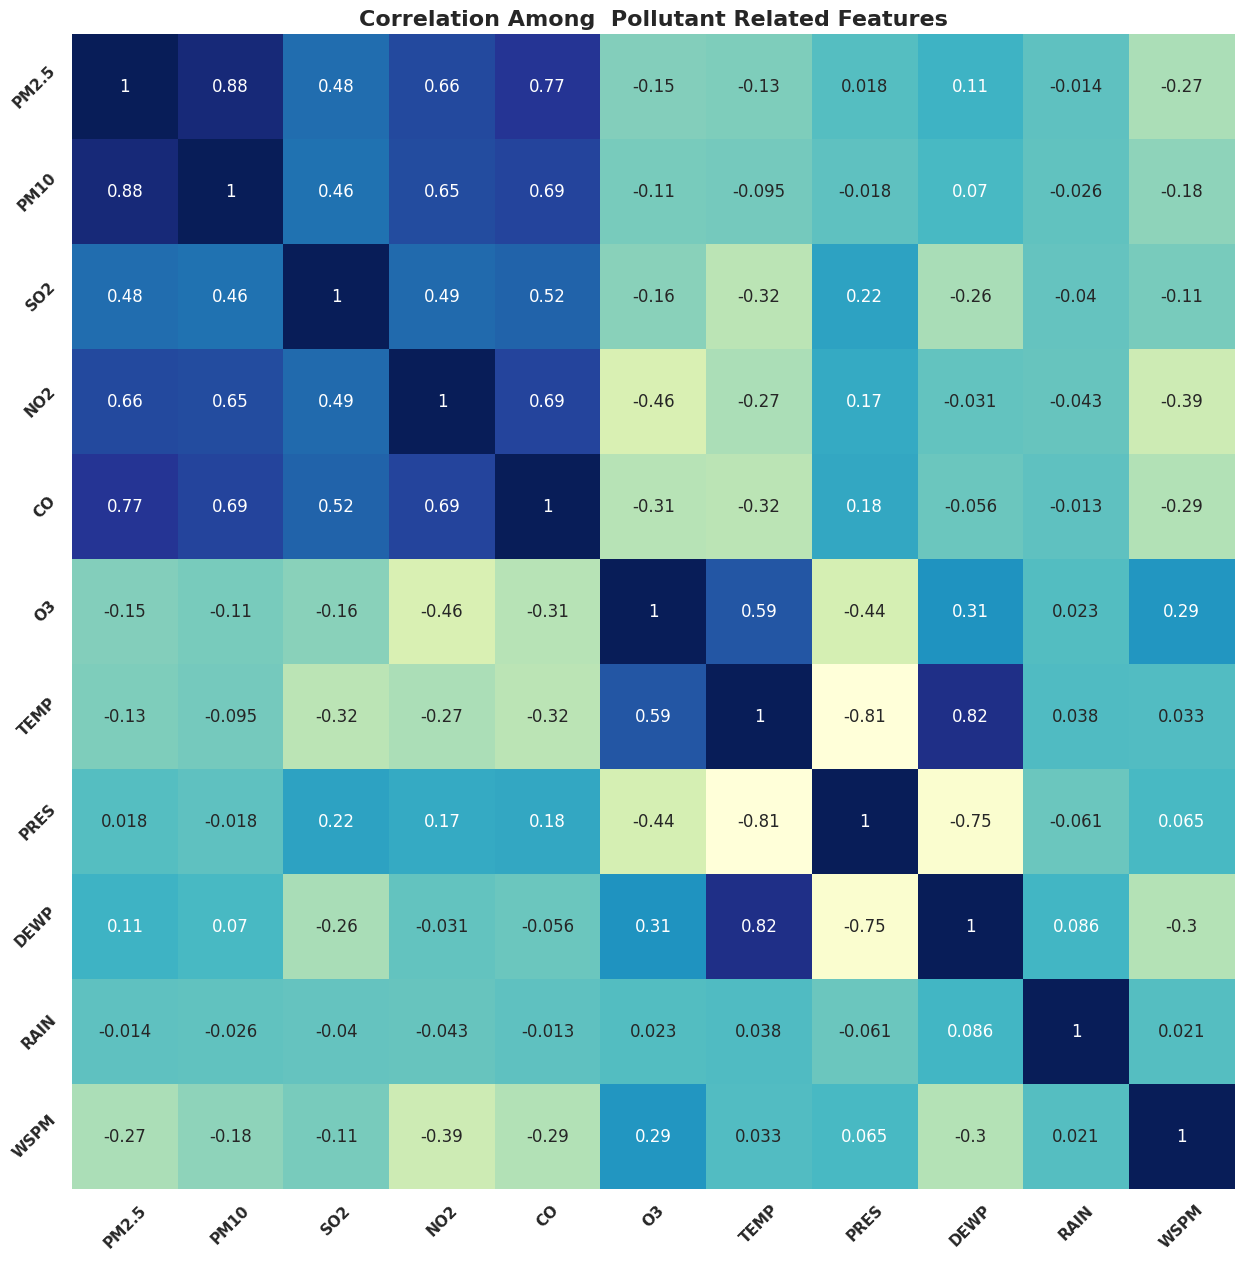 Correlation Among  Pollutant Related Features
PM2.5 1 0.88 0.48 0.66 0.77 -0.15 -0.13 0.018 0.11 -0.014 -0.27
PM10 0.88 1 0.46 0.65 0.69 -0.11 -0.095 -0.018 0.07 -0.026 -0.18
SO2 0.48 0.46 1 0.49 0.52 -0.16 -0.32 0.22 -0.26 -0.04 -0.11
NO2 0.66 0.65 0.49 1 0.69 -0.46 -0.27 0.17 -0.031 -0.043 -0.39
CO 0.77 0.69 0.52 0.69 1 -0.31 -0.32 0.18 -0.056 -0.013 -0.29
O3 -0.15 -0.11 -0.16 -0.46 -0.31 1 0.59 -0.44 0.31 0.023 0.29
TEMP -0.13 -0.095 -0.32 -0.27 -0.32 0.59 1 -0.81 0.82 0.038 0.033
PRES 0.018 -0.018 0.22 0.17 0.18 -0.44 -0.81 1 -0.75 -0.061 0.065
DEWP 0.11 0.07 -0.26 -0.031 -0.056 0.31 0.82 -0.75 1 0.086 -0.3
RAIN -0.014 -0.026 -0.04 -0.043 -0.013 0.023 0.038 -0.061 0.086 1 0.021
WSPM -0.27 -0.18 -0.11 -0.39 -0.29 0.29 0.033 0.065 -0.3 0.021 1
PM2.5 PM10 SO2 NO2 CO O3 TEMP PRES DEWP RAIN WSPM